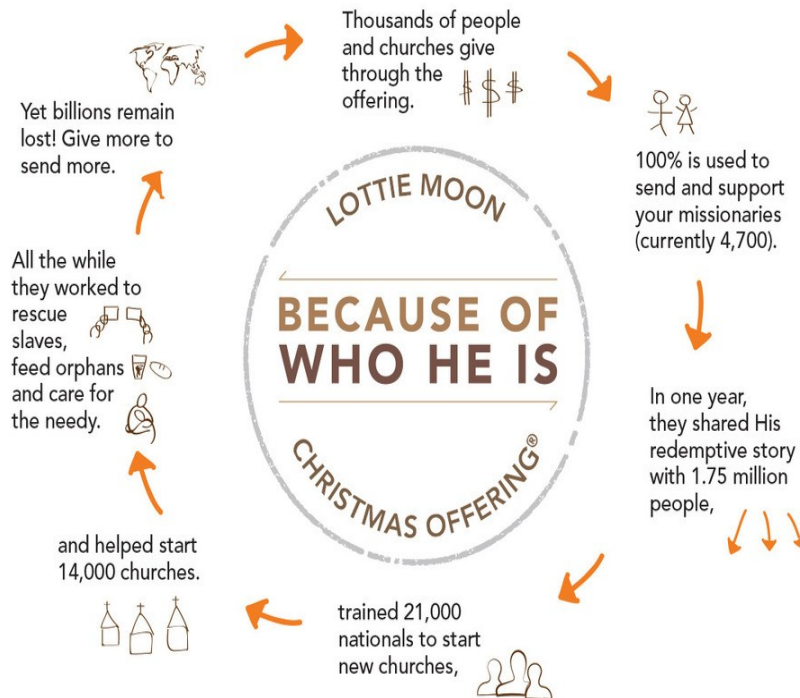 Thousands of people
and churches give
through the
offering.
100% is used to
send and support
your missionaries
(currently 4,700).
In one year,
they shared His
redemptive story
with 1.75 million
people,
trained 21,000
nationals to start
new churches,
and helped start
14,000 churches.
All the while
they worked to
rescue
slaves,
feed orphans
and care for
the needy.
Yet billions remain
lost! Give more to
send more.
LOTTIE MOON
BECAUSE OF
WHO HE IS
CHRISTMAS OFFERING®
$ $ $